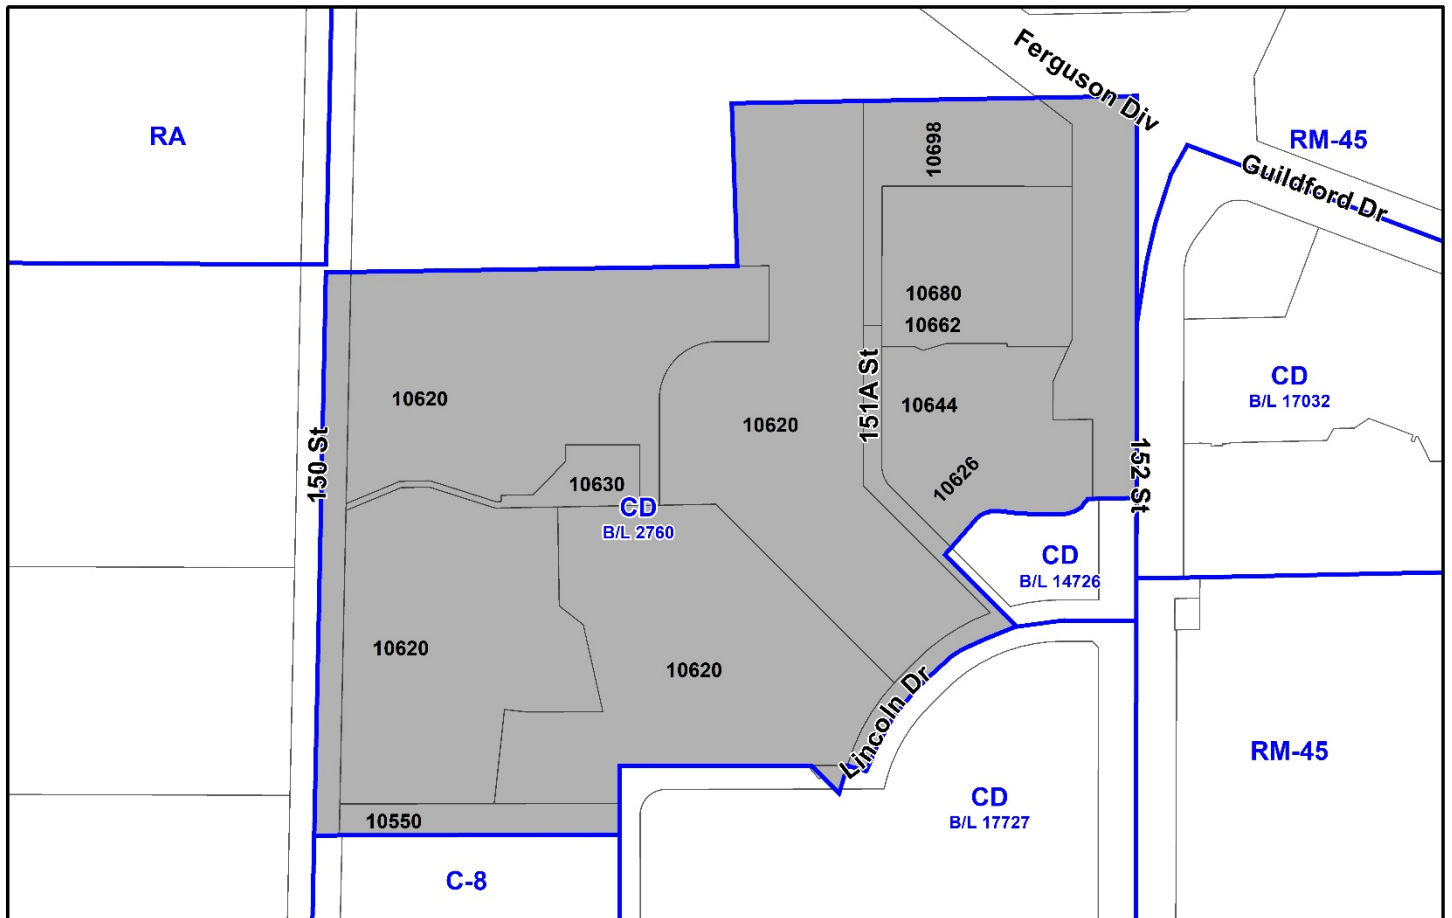 Ferguson Div
RA
RM-45
10698
Guildford Dr
10680
10662
151A St
10620
10644
10620
CD
B/L 17032
150 St
10630
10626
152 St
CD
B/L 2760
CD
B/L 14726
10620
10620
Lincoln Dr
RM-45
CD
B/L 17727
10550
C-8